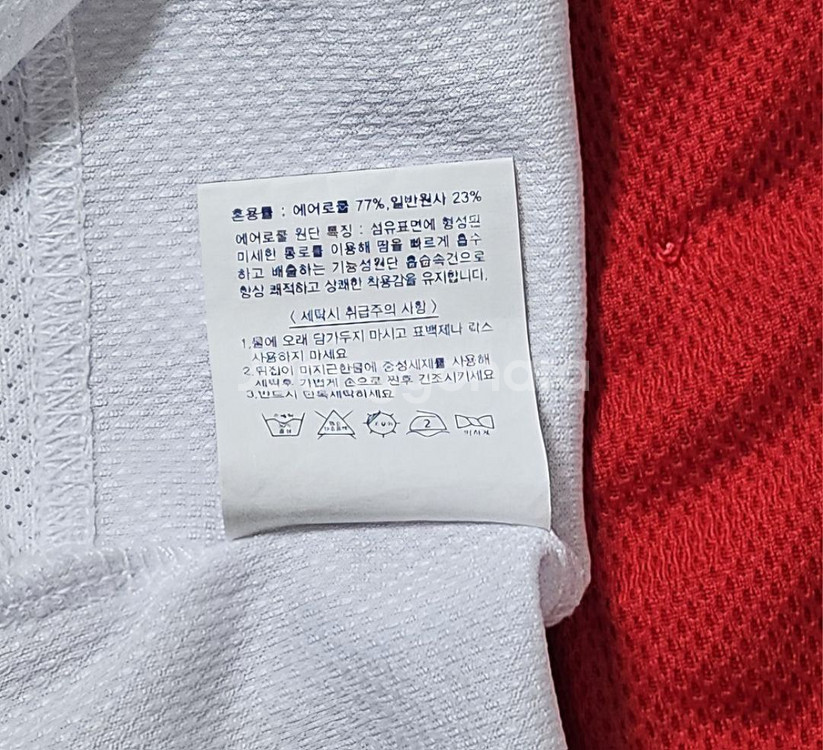 혼용률 : 에어로쿨 77%, 일반원사 23%
에어로쿨 원단 특징 : 섬유표면에 형성된
미세한 통로를 이용해 땀을 빠르게 흡수
하고 배출하는 기능성원단 흡습속건으로
항상 쾌적하고 상쾌한 착용감을 유지합니다.
〈 세탁시 취급주의 사항 〉
1.물에 오래 담가두지 마시고 표백제나 락스
사용하지 마세요
2.뒤집어 미지근한물에 중성세제를 사용해
세탁후 가볍게 손으로 짠후 건조시키세요
3.반드시 단독세탁하세요
2